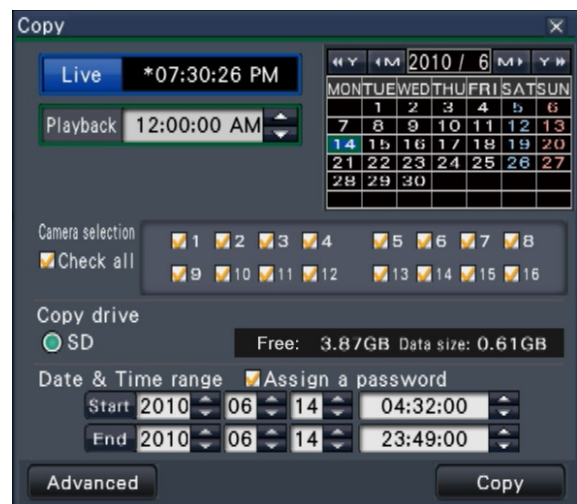 Copy
Live *07:30:26 PM
Playback 12:00:00 AM
Y M 2010 / 6 M Y
MON TUE WED THU FRI SAT SUN
1 2 3 4 5 6
7 8 9 10 11 12 13
14 15 16 17 18 19 20
21 22 23 24 25 26 27
28 29 30
Camera selection
Check all
1 2 3 4 5 6 7 8
9 10 11 12 13 14 15 16
Copy drive
SD
Free: 3.87GB Data size: 0.61GB
Date & Time range Assign a password
Start 2010 06 14 04:32:00
End 2010 06 14 23:49:00
Advanced Copy